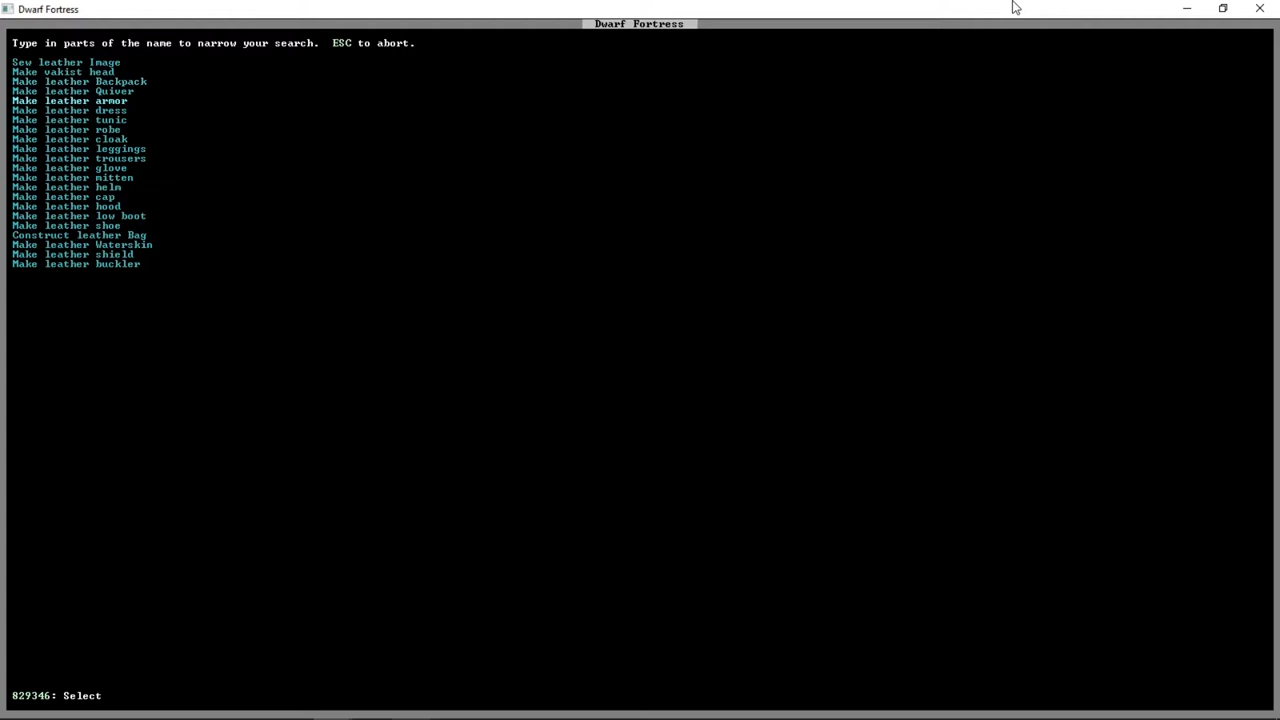 Dwarf Fortress
Dwarf Fortress
Type in parts of the name to narrow your search.  ESC to abort.
Sew leather Image
Make vakist head
Make leather Backpack
Make leather Quiver
Make leather armor
Make leather dress
Make leather tunic
Make leather robe
Make leather cloak
Make leather leggings
Make leather trousers
Make leather glove
Make leather mitten
Make leather helm
Make leather cap
Make leather hood
Make leather low boot
Make leather shoe
Construct leather Bag
Make leather Waterskin
Make leather shield
Make leather buckler
829346: Select